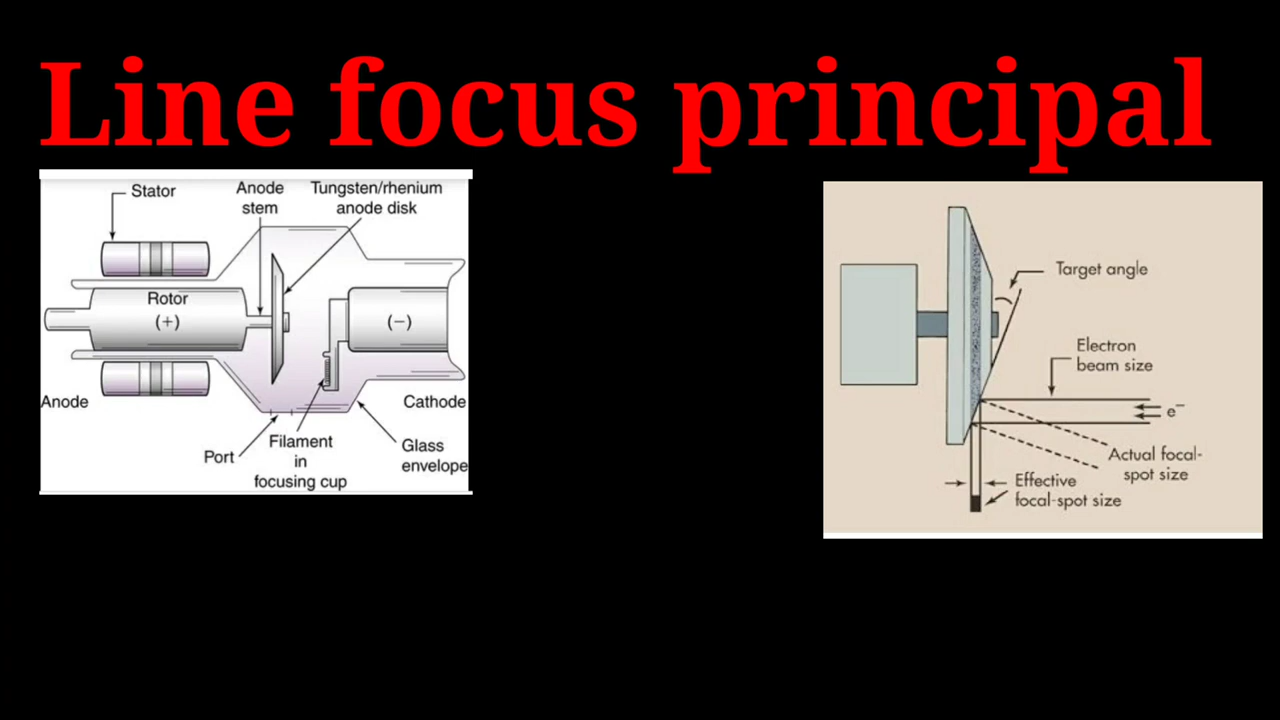 Line focus principal
Stator
Anode
stem
Tungsten/rhenium
anode disk
Rotor
(+)
(−)
Anode
Cathode
Port
Filament
in
focusing cup
Glass
envelope
Target angle
Electron
beam size
e⁻
Actual focal-
spot size
Effective
focal-spot size